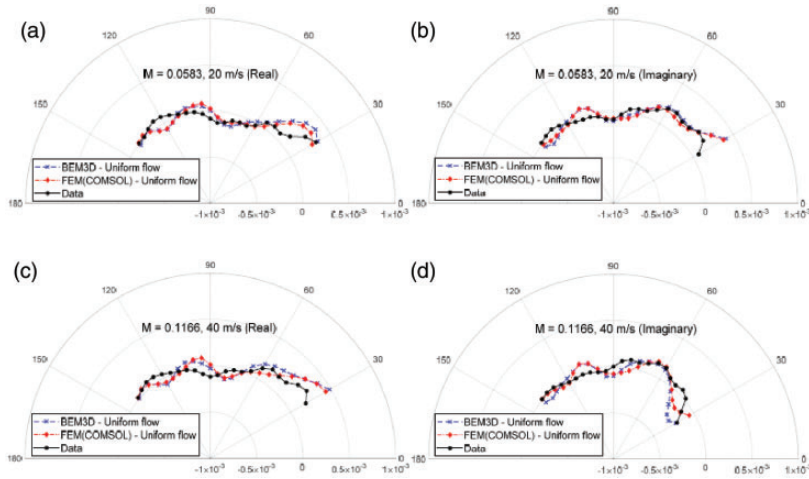 (a)
90
120
60
M = 0.0583, 20 m/s (Real)
150
30
BEM3D - Uniform flow
FEM(COMSOL) - Uniform flow
Data
180
0
-1×10-3 -0.5×10-3 0 0.5×10-3 1×10-3
(b)
90
120
60
M = 0.0583, 20 m/s (Imaginary)
150
30
BEM3D - Uniform flow
FEM(COMSOL) - Uniform flow
Data
180
0
-1×10-3 -0.5×10-3 0 0.5×10-3 1×10-3
(c)
90
120
60
M = 0.1166, 40 m/s (Real)
150
30
BEM3D - Uniform flow
FEM(COMSOL) - Uniform flow
Data
180
0
-1×10-3 -0.5×10-3 0 0.5×10-3 1×10-3
(d)
90
120
60
M = 0.1166, 40 m/s (Imaginary)
150
30
BEM3D - Uniform flow
FEM(COMSOL) - Uniform flow
Data
180
0
-1×10-3 -0.5×10-3 0 0.5×10-3 1×10-3